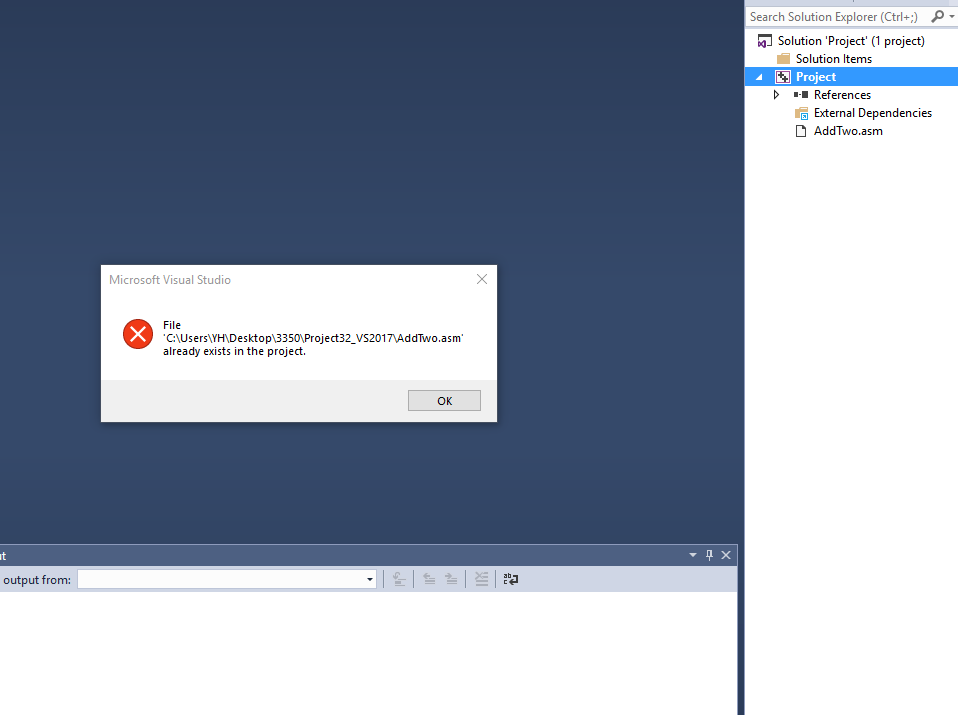 Search Solution Explorer (Ctrl+;)
Solution 'Project' (1 project)
Solution Items
Project
References
External Dependencies
AddTwo.asm
Microsoft Visual Studio
File
'C:\Users\YH\Desktop\3350\Project32_VS2017\AddTwo.asm'
already exists in the project.
OK
output from: